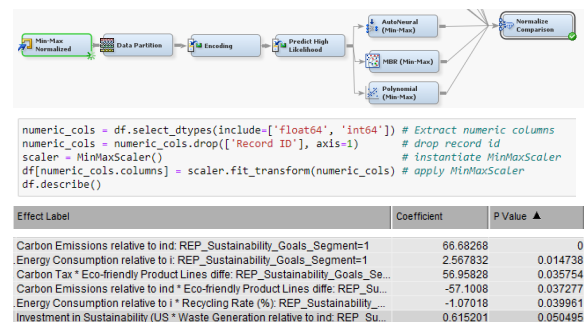 AutoNeural
(Min-Max)
Min-Max
Normalized
Data Partition
Encoding
Predict High
Likelihood
MBR (Min-Max)
Normalize
Comparison
Polynomial
(Min-Max)
numeric_cols = df.select_dtypes(include=['float64', 'int64']) # Extract numeric columns
numeric_cols = numeric_cols.drop(['Record ID'], axis=1) # drop record id
scaler = MinMaxScaler() # instantiate MinMaxScaler
df[numeric_cols.columns] = scaler.fit_transform(numeric_cols) # apply MinMaxScaler
df.describe()
Effect Label Coefficient P Value ▲
Carbon Emissions relative to ind: REP_Sustainability_Goals_Segment=1 66.68268 0
.Energy Consumption relative to i: REP_Sustainability_Goals_Segment=1 2.567832 0.014738
Carbon Tax * Eco-friendly Product Lines diffe: REP_Sustainability_Goals_Se... 56.95828 0.035754
Carbon Emissions relative to ind * Eco-friendly Product Lines diffe: REP_Su... -57.1008 0.037277
.Energy Consumption relative to i * Recycling Rate (%): REP_Sustainability_... -1.07018 0.039961
Investment in Sustainability (US * Waste Generation relative to ind: REP_Su... 0.615201 0.050495